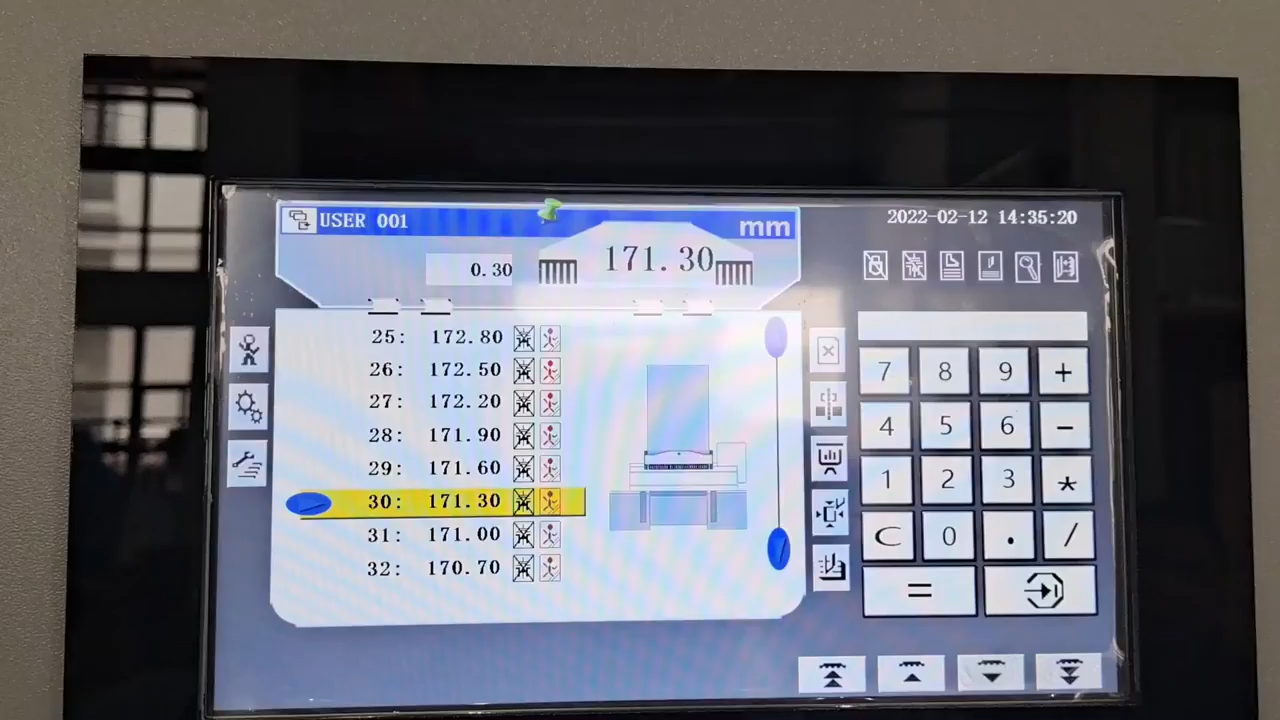 USER 001
mm
2022-02-12 14:35:20
0.30
171.30
25: 172.80
26: 172.50
27: 172.20
28: 171.90
29: 171.60
30: 171.30
31: 171.00
32: 170.70
7 8 9 +
4 5 6 -
1 2 3 *
C 0 . /
=